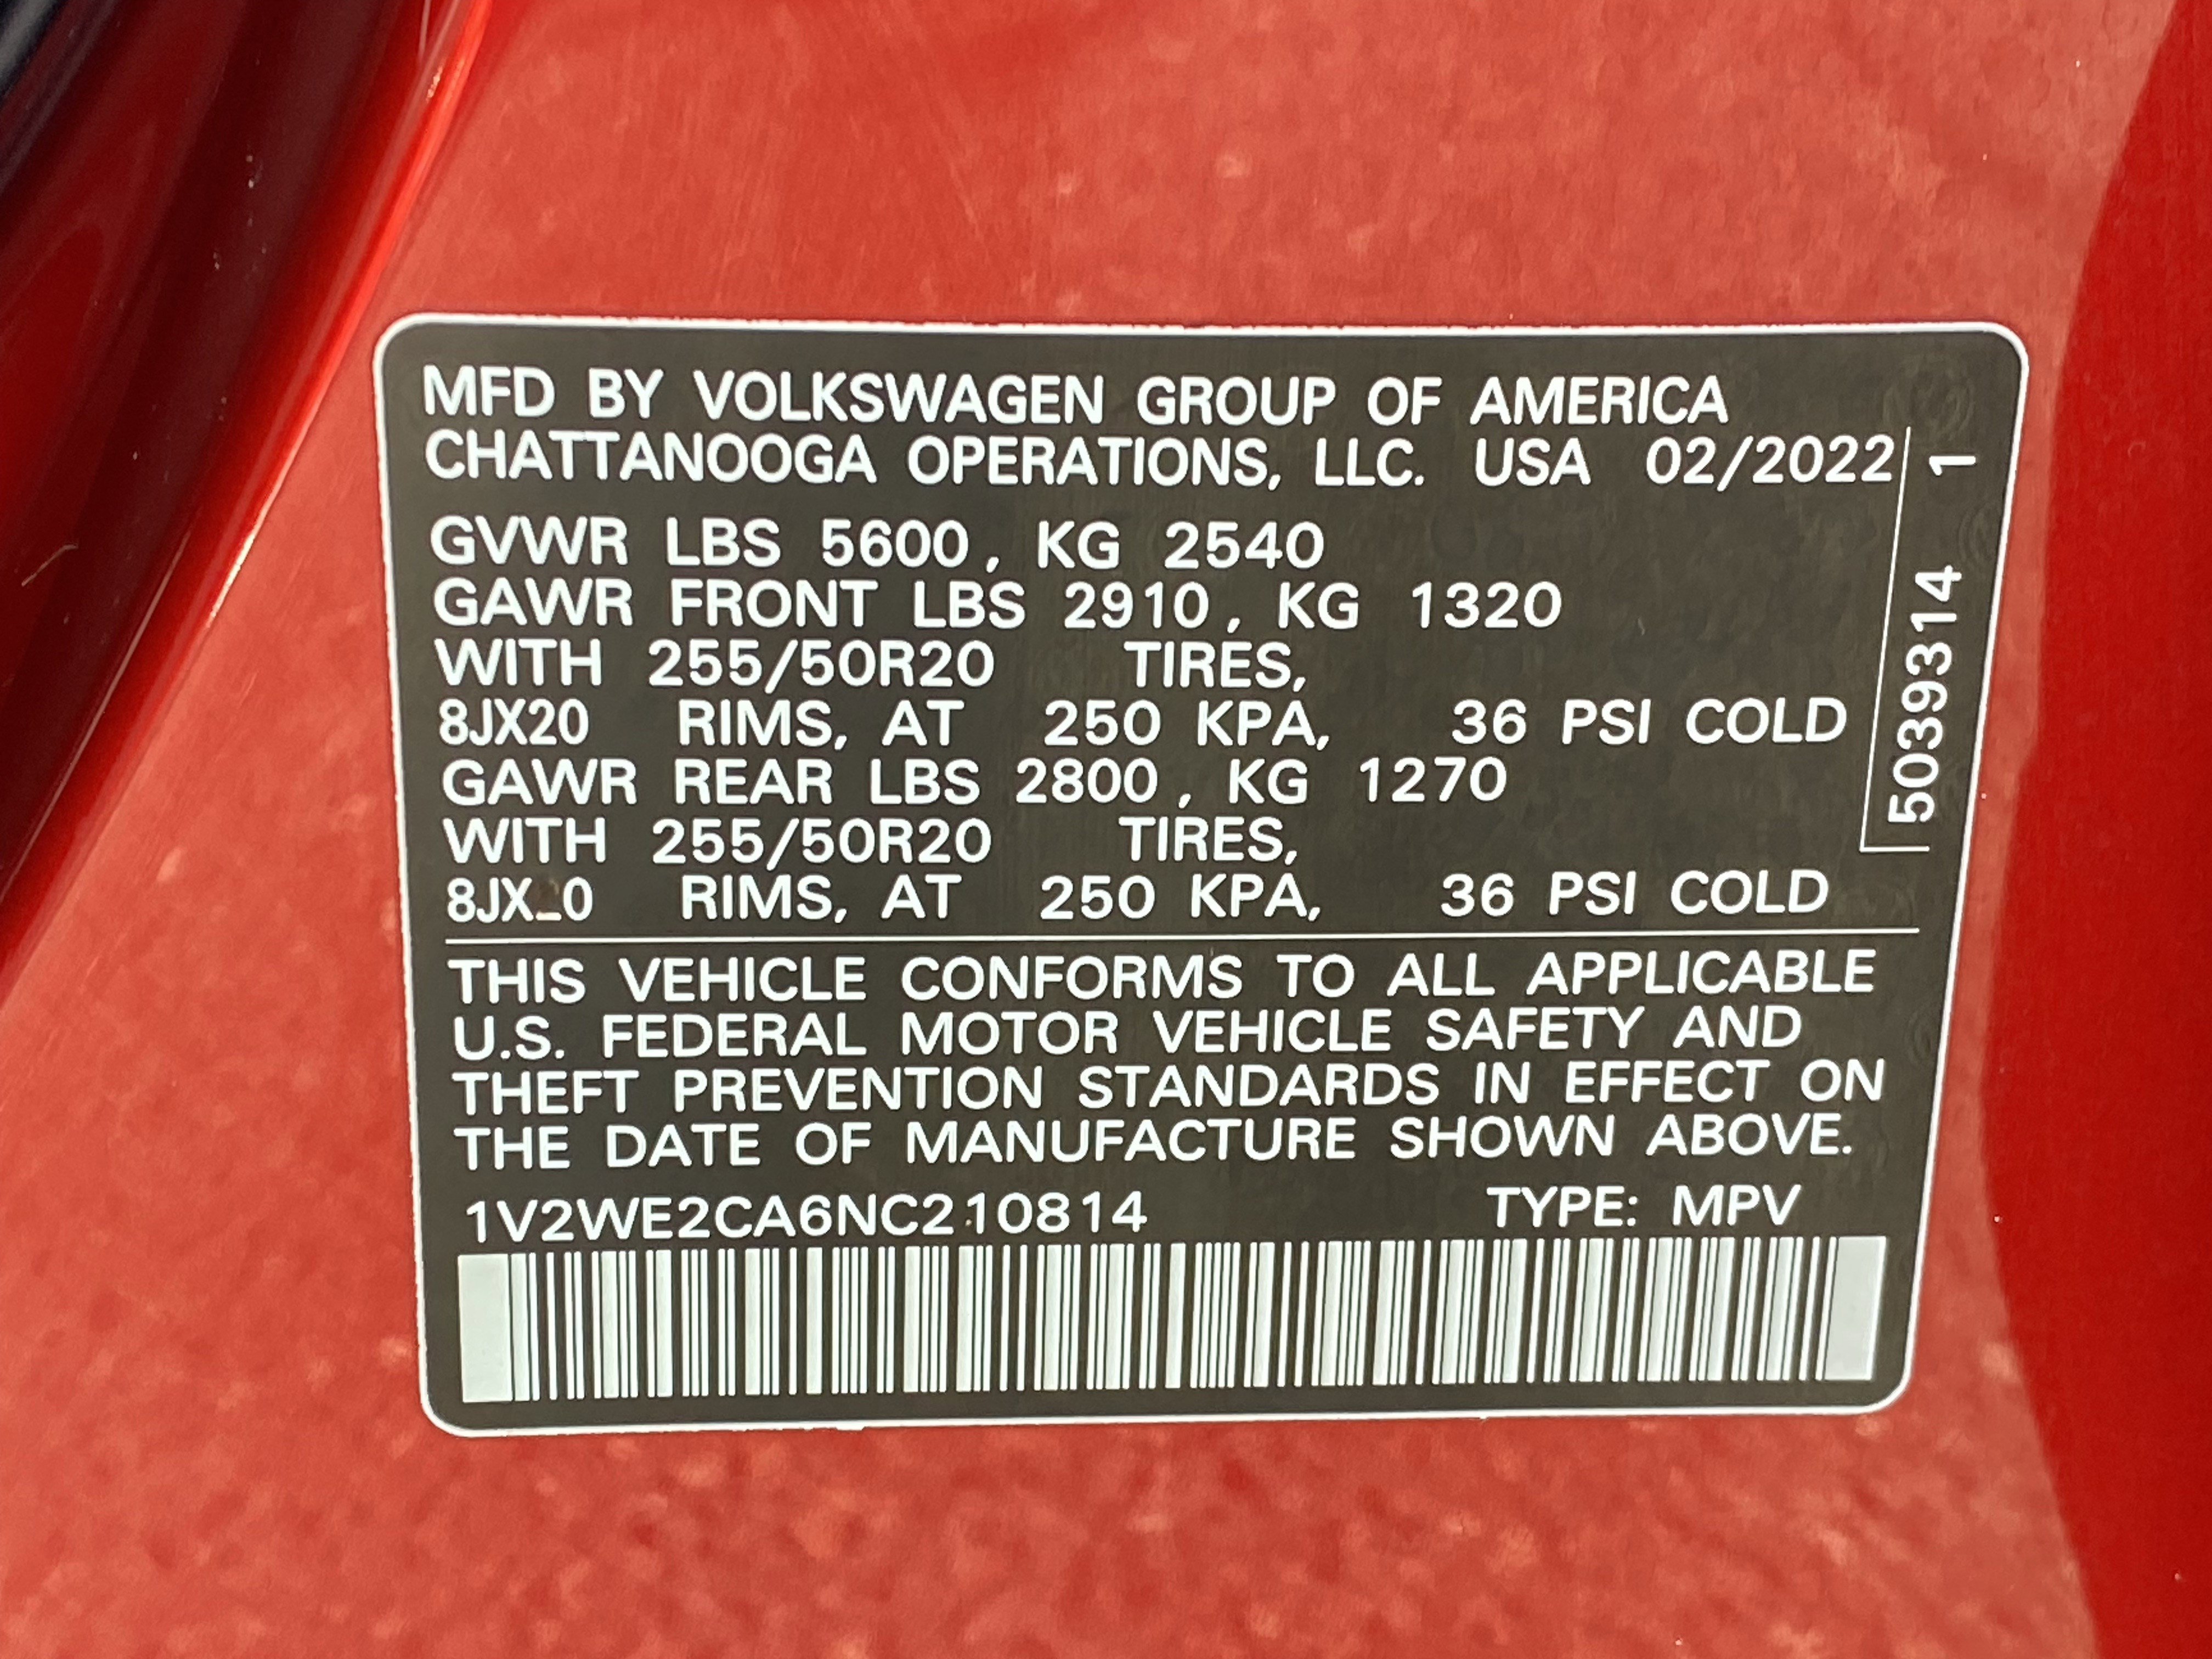 MFD BY VOLKSWAGEN GROUP OF AMERICA
CHATTANOOGA OPERATIONS, LLC. USA 02/2022
GVWR LBS 5600, KG 2540
GAWR FRONT LBS 2910, KG 1320
WITH 255/50R20 TIRES,
8JX20 RIMS, AT 250 KPA, 36 PSI COLD
GAWR REAR LBS 2800, KG 1270
WITH 255/50R20 TIRES,
8JX_0 RIMS, AT 250 KPA, 36 PSI COLD
THIS VEHICLE CONFORMS TO ALL APPLICABLE
U.S. FEDERAL MOTOR VEHICLE SAFETY AND
THEFT PREVENTION STANDARDS IN EFFECT ON
THE DATE OF MANUFACTURE SHOWN ABOVE.
1V2WE2CA6NC210814 TYPE: MPV
5039314 1